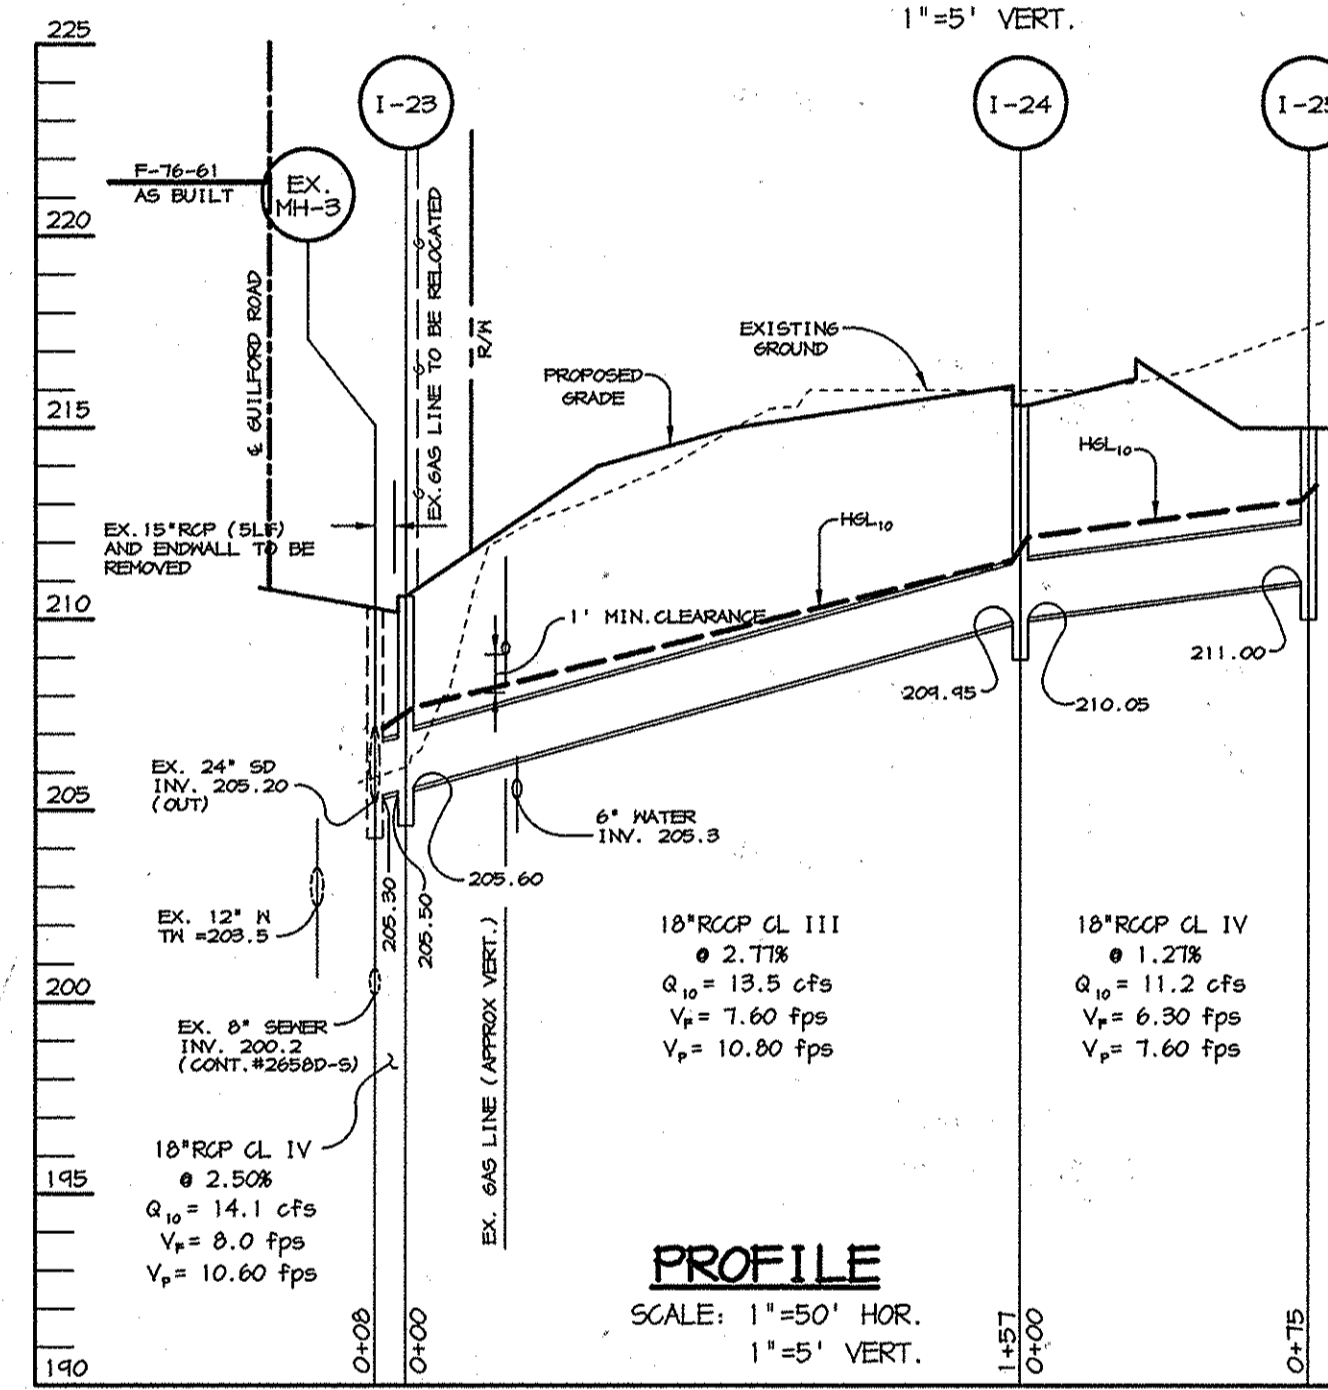 1"=5' VERT.
225
220
215
210
205
200
195
190
I-23
I-24
I-25
F-76-61
AS BUILT
EX.
MH-3
℄ GUILFORD ROAD
EX. GAS LINE TO BE RELOCATED
R/W
EXISTING
GROUND
PROPOSED
GRADE
HGL10
HGL10
EX. 15" RCP (5LF)
AND ENDWALL TO BE
REMOVED
1' MIN. CLEARANCE
209.95
210.05
211.00
EX. 24" SD
INV. 205.20
(OUT)
6" WATER
INV. 205.3
205.60
205.30
205.50
EX. 12" W
TW =203.5
EX. 8" SEWER
INV. 200.2
(CONT.#2658D-S)
EX. GAS LINE (APPROX VERT.)
18"RCCP CL III
@ 2.77%
Q10= 13.5 cfs
VF= 7.60 fps
VP= 10.80 fps
18"RCCP CL IV
@ 1.27%
Q10= 11.2 cfs
VF= 6.30 fps
VP= 7.60 fps
18"RCP CL IV
@ 2.50%
Q10= 14.1 cfs
VF= 8.0 fps
VP= 10.60 fps
PROFILE
SCALE: 1"=50' HOR.
1"=5' VERT.
0+08
0+00
1+57
0+00
0+75